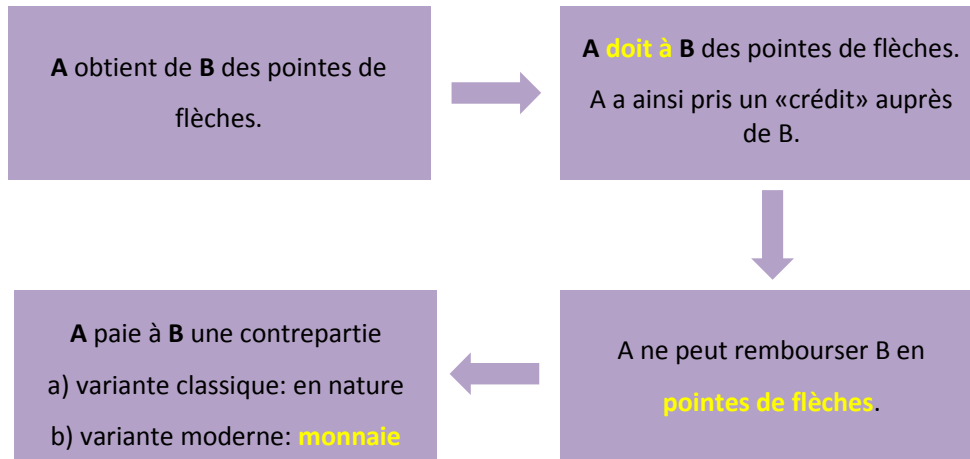 A obtient de B des pointes de
flèches.
A doit à B des pointes de flèches.
A a ainsi pris un «crédit» auprès
de B.
A ne peut rembourser B en
pointes de flèches.
A paie à B une contrepartie
a) variante classique: en nature
b) variante moderne: monnaie